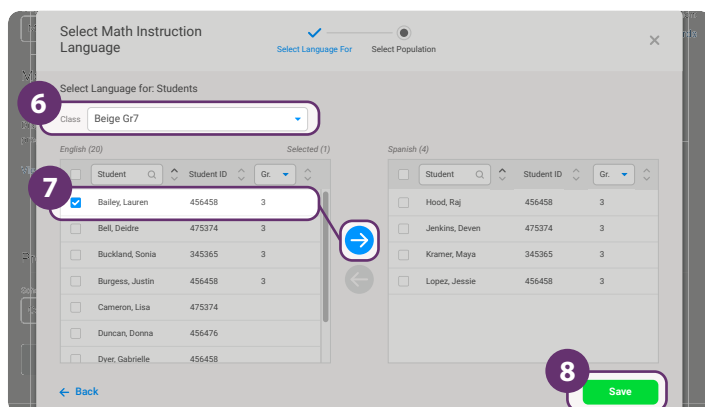 Select Math Instruction
Language
Select Language For
Select Population
Select Language for: Students
6
Class Beige Gr7
English (20) Selected (1)
Spanish (4)
7
Student Student ID Gr.
Bailey, Lauren 456458 3
Bell, Deidre 475374 3
Buckland, Sonia 345365 3
Burgess, Justin 456458 3
Cameron, Lisa 475374
Duncan, Donna 456476
Dyer, Gabrielle 456458
Student Student ID Gr.
Hood, Raj 456458 3
Jenkins, Deven 475374 3
Kramer, Maya 345365 3
Lopez, Jessie 456458 3
8
Back
Save